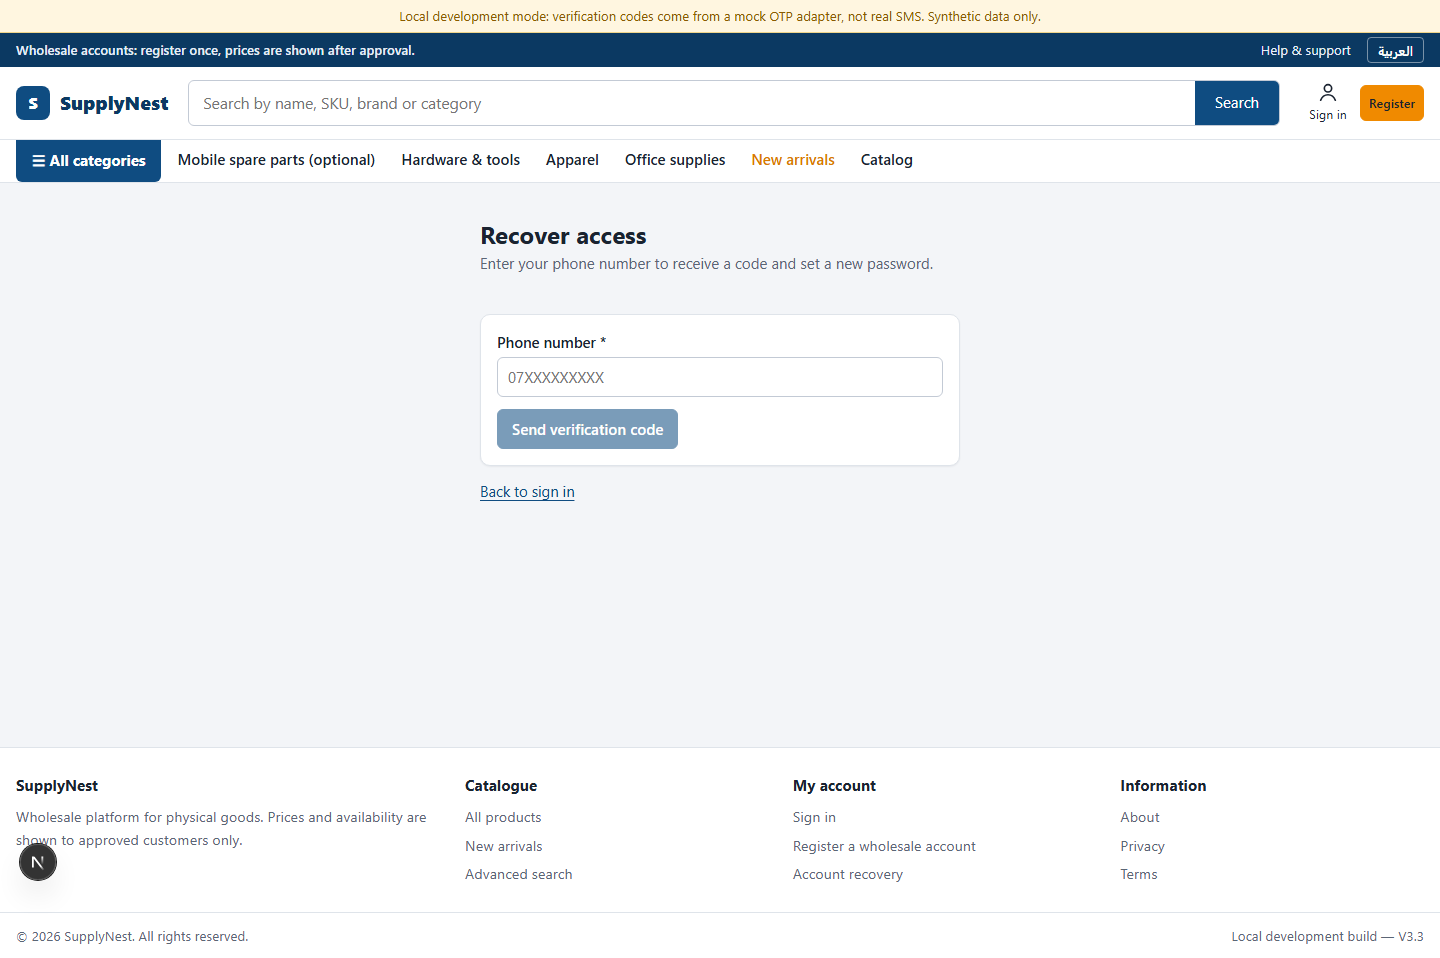 Local development mode: verification codes come from a mock OTP adapter, not real SMS. Synthetic data only.
Wholesale accounts: register once, prices are shown after approval.
Help & support
العربية
S
SupplyNest
Search by name, SKU, brand or category
Search
Sign in
Register
☰ All categories
Mobile spare parts (optional)
Hardware & tools
Apparel
Office supplies
New arrivals
Catalog
Recover access
Enter your phone number to receive a code and set a new password.
Phone number *
07XXXXXXXXX
Send verification code
Back to sign in
SupplyNest
Wholesale platform for physical goods. Prices and availability are
shown to approved customers only.
N
Catalogue
All products
New arrivals
Advanced search
My account
Sign in
Register a wholesale account
Account recovery
Information
About
Privacy
Terms
© 2026 SupplyNest. All rights reserved.
Local development build — V3.3